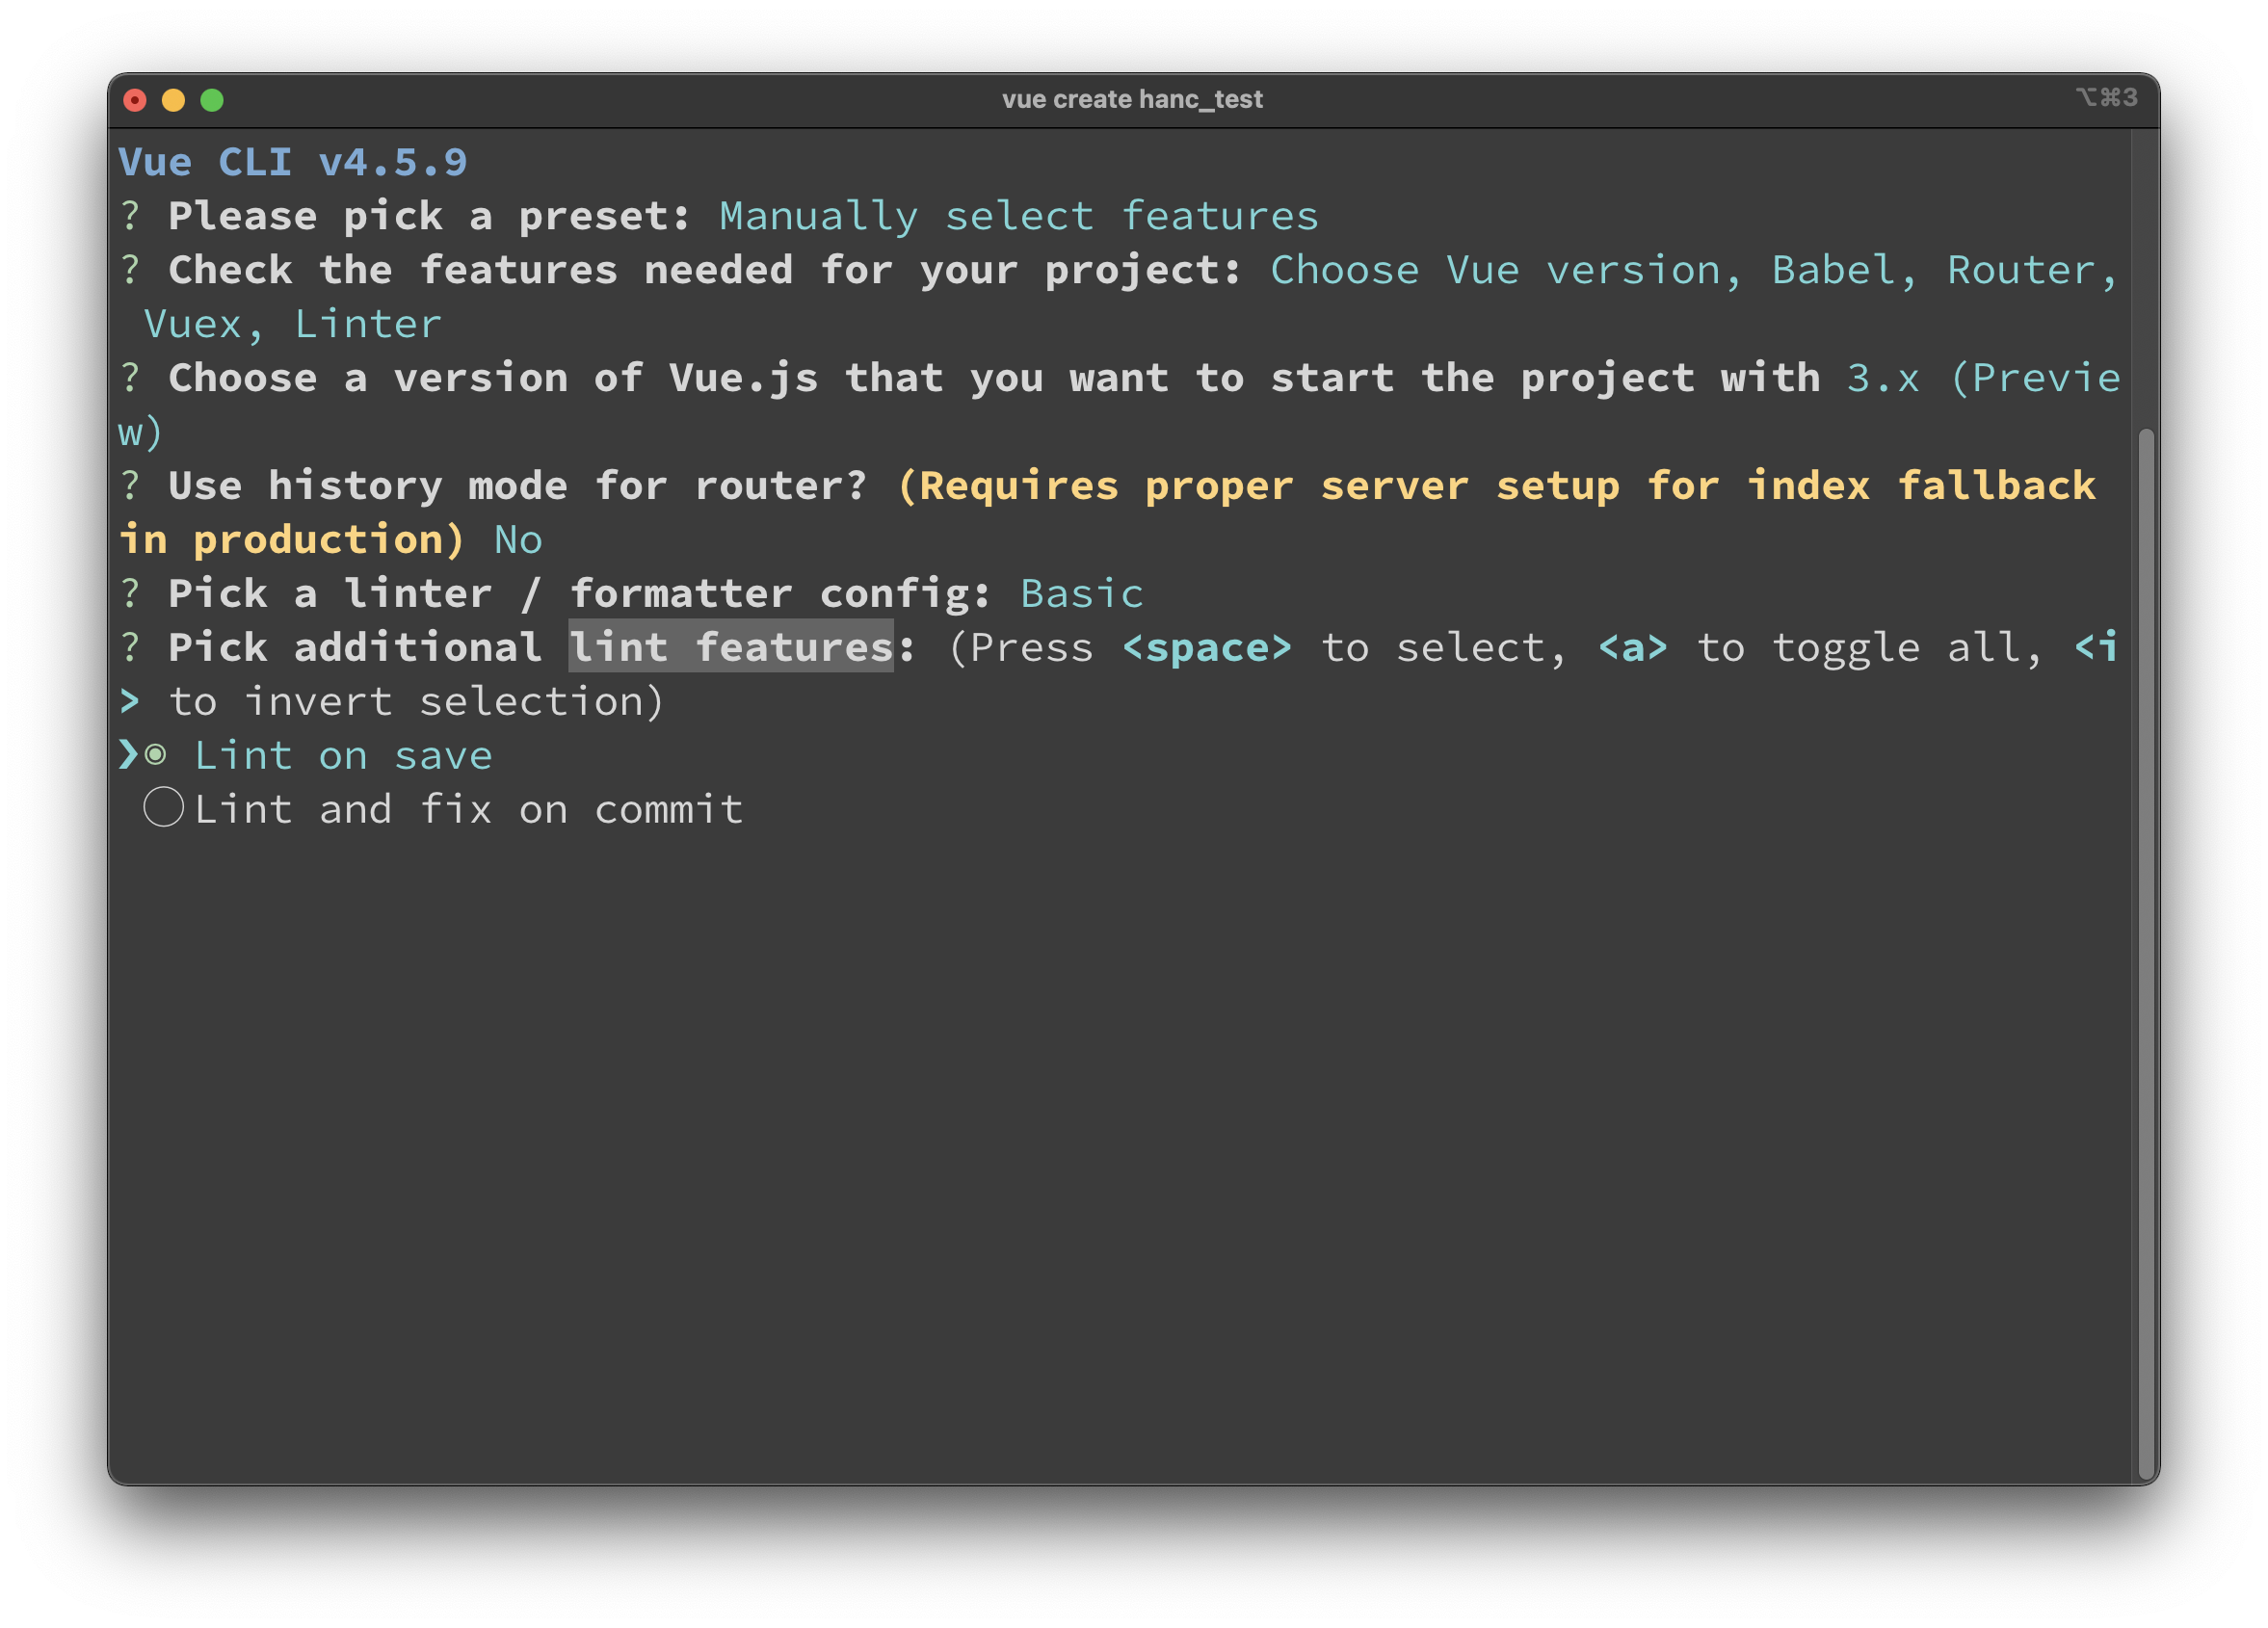 vue create hanc_test
⌥⌘3
Vue CLI v4.5.9
? Please pick a preset: Manually select features
? Check the features needed for your project: Choose Vue version, Babel, Router,
 Vuex, Linter
? Choose a version of Vue.js that you want to start the project with 3.x (Previe
w)
? Use history mode for router? (Requires proper server setup for index fallback
in production) No
? Pick a linter / formatter config: Basic
? Pick additional lint features: (Press <space> to select, <a> to toggle all, <i
> to invert selection)
❯◉ Lint on save
 ◯ Lint and fix on commit